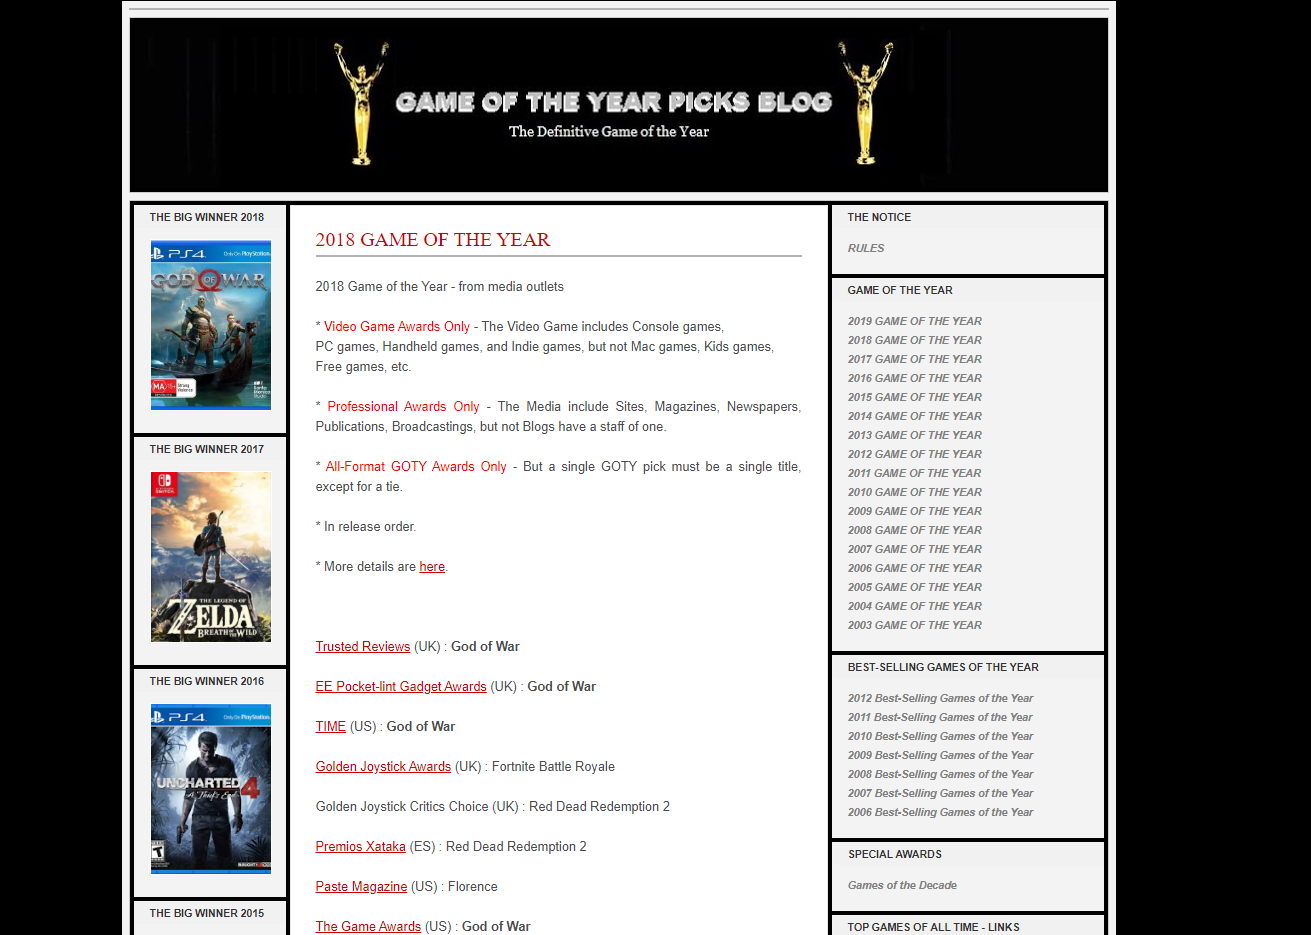 GAME OF THE YEAR PICKS BLOG
The Definitive Game of the Year
THE BIG WINNER 2018
PS4
Only On PlayStation
GOD OF WAR
MA 15+
Strong Violence
THE BIG WINNER 2017
THE LEGEND OF
ZELDA
BREATH OF THE WILD
THE BIG WINNER 2016
PS4
Only On PlayStation
UNCHARTED 4
A Thief's End
T
NAUGHTY DOG
THE BIG WINNER 2015
2018 GAME OF THE YEAR
2018 Game of the Year - from media outlets
* Video Game Awards Only - The Video Game includes Console games,
PC games, Handheld games, and Indie games, but not Mac games, Kids games,
Free games, etc.
* Professional Awards Only - The Media include Sites, Magazines, Newspapers,
Publications, Broadcastings, but not Blogs have a staff of one.
* All-Format GOTY Awards Only - But a single GOTY pick must be a single title,
except for a tie.
* In release order.
* More details are here.
Trusted Reviews (UK) : God of War
EE Pocket-lint Gadget Awards (UK) : God of War
TIME (US) : God of War
Golden Joystick Awards (UK) : Fortnite Battle Royale
Golden Joystick Critics Choice (UK) : Red Dead Redemption 2
Premios Xataka (ES) : Red Dead Redemption 2
Paste Magazine (US) : Florence
The Game Awards (US) : God of War
THE NOTICE
RULES
GAME OF THE YEAR
2019 GAME OF THE YEAR
2018 GAME OF THE YEAR
2017 GAME OF THE YEAR
2016 GAME OF THE YEAR
2015 GAME OF THE YEAR
2014 GAME OF THE YEAR
2013 GAME OF THE YEAR
2012 GAME OF THE YEAR
2011 GAME OF THE YEAR
2010 GAME OF THE YEAR
2009 GAME OF THE YEAR
2008 GAME OF THE YEAR
2007 GAME OF THE YEAR
2006 GAME OF THE YEAR
2005 GAME OF THE YEAR
2004 GAME OF THE YEAR
2003 GAME OF THE YEAR
BEST-SELLING GAMES OF THE YEAR
2012 Best-Selling Games of the Year
2011 Best-Selling Games of the Year
2010 Best-Selling Games of the Year
2009 Best-Selling Games of the Year
2008 Best-Selling Games of the Year
2007 Best-Selling Games of the Year
2006 Best-Selling Games of the Year
SPECIAL AWARDS
Games of the Decade
TOP GAMES OF ALL TIME - LINKS